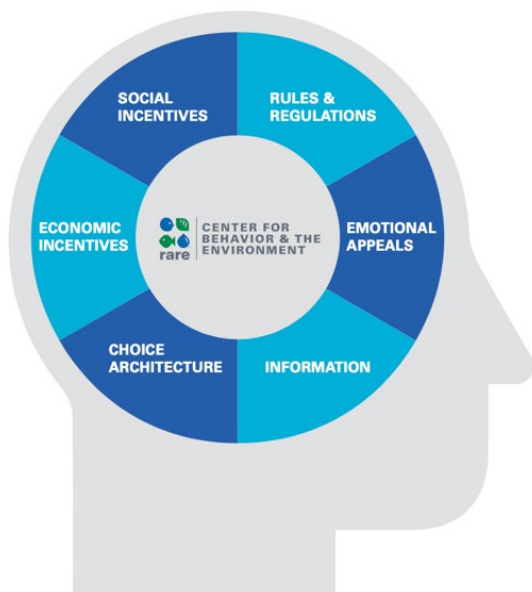 SOCIAL
INCENTIVES
RULES &
REGULATIONS
ECONOMIC
INCENTIVES
rare
CENTER FOR
BEHAVIOR & THE
ENVIRONMENT
EMOTIONAL
APPEALS
CHOICE
ARCHITECTURE
INFORMATION